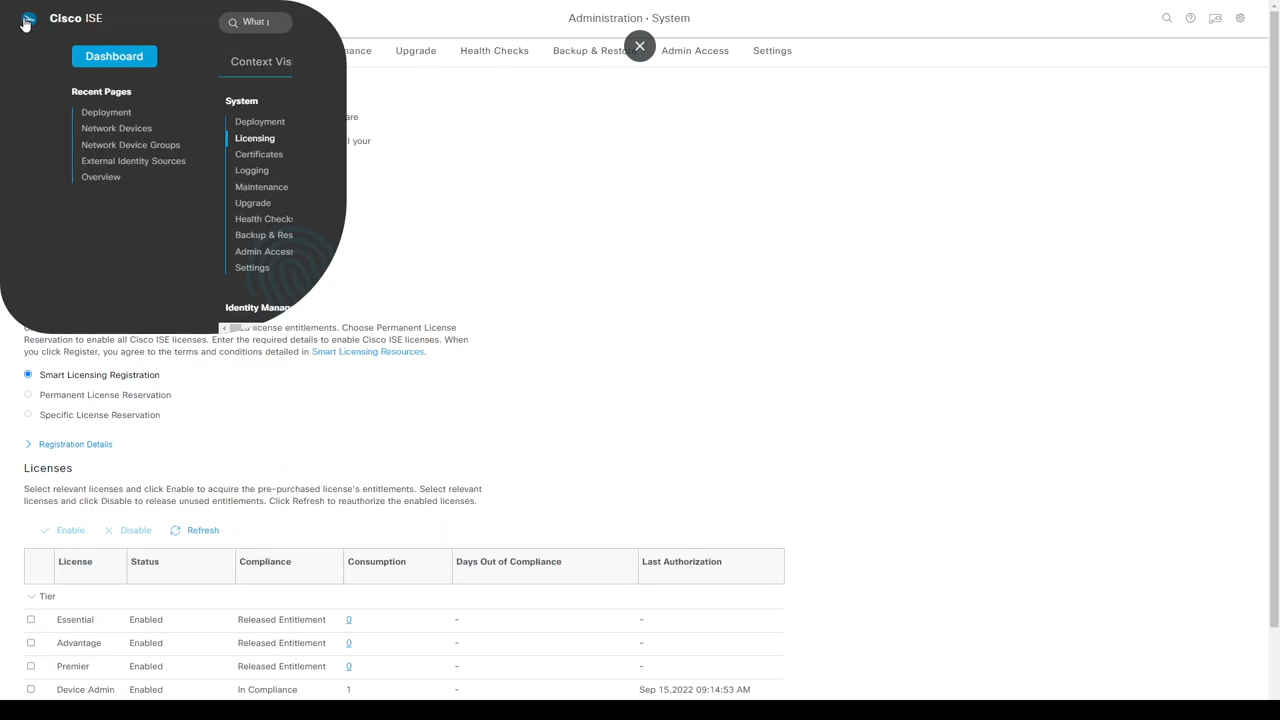 Cisco ISE
What
Administration · System
Dashboard
Context Vis
Upgrade
Health Checks
Admin Access
Settings
Recent Pages
Deployment
Network Devices
Network Device Groups
External Identity Sources
Overview
System
Deployment
Licensing
Certificates
Logging
Maintenance
Upgrade
Health Checks
Backup & Res
Admin Access
Settings
Identity Manag
are
l your
license entitlements. Choose Permanent License
Reservation to enable all Cisco ISE licenses. Enter the required details to enable Cisco ISE licenses. When
you click Register, you agree to the terms and conditions detailed in Smart Licensing Resources.
Smart Licensing Registration
Permanent License Reservation
Specific License Reservation
Registration Details
Licenses
Select relevant licenses and click Enable to acquire the pre-purchased license's entitlements. Select relevant
licenses and click Disable to release unused entitlements. Click Refresh to reauthorize the enabled licenses.
Enable Disable Refresh
License Status Compliance Consumption Days Out of Compliance Last Authorization
Tier
Essential Enabled Released Entitlement 0 - -
Advantage Enabled Released Entitlement 0 - -
Premier Enabled Released Entitlement 0 - -
Device Admin Enabled In Compliance 1 - Sep 15,2022 09:14:53 AM